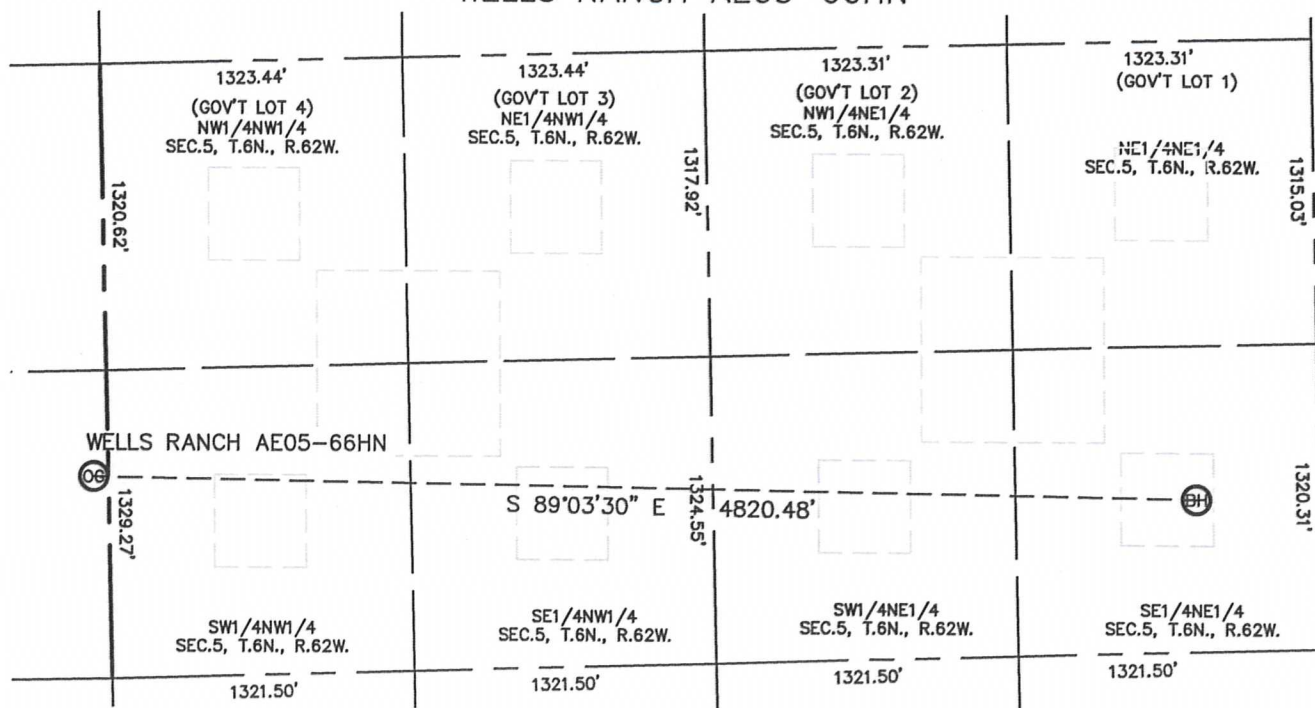 WELLS RANCH AE05-66HN
1323.44'
(GOV'T LOT 4)
NW1/4NW1/4
SEC.5, T.6N., R.62W.
1323.44'
(GOV'T LOT 3)
NE1/4NW1/4
SEC.5, T.6N., R.62W.
1323.31'
(GOV'T LOT 2)
NW1/4NE1/4
SEC.5, T.6N., R.62W.
1323.31'
(GOV'T LOT 1)
NE1/4NE1/4
SEC.5, T.6N., R.62W.
1320.62'
1317.92'
1315.03'
WELLS RANCH AE05-66HN
OG
1329.27'
S 89°03'30" E
1324.55'
4820.48'
BH
1320.31'
SW1/4NW1/4
SEC.5, T.6N., R.62W.
SE1/4NW1/4
SEC.5, T.6N., R.62W.
SW1/4NE1/4
SEC.5, T.6N., R.62W.
SE1/4NE1/4
SEC.5, T.6N., R.62W.
1321.50'
1321.50'
1321.50'
1321.50'